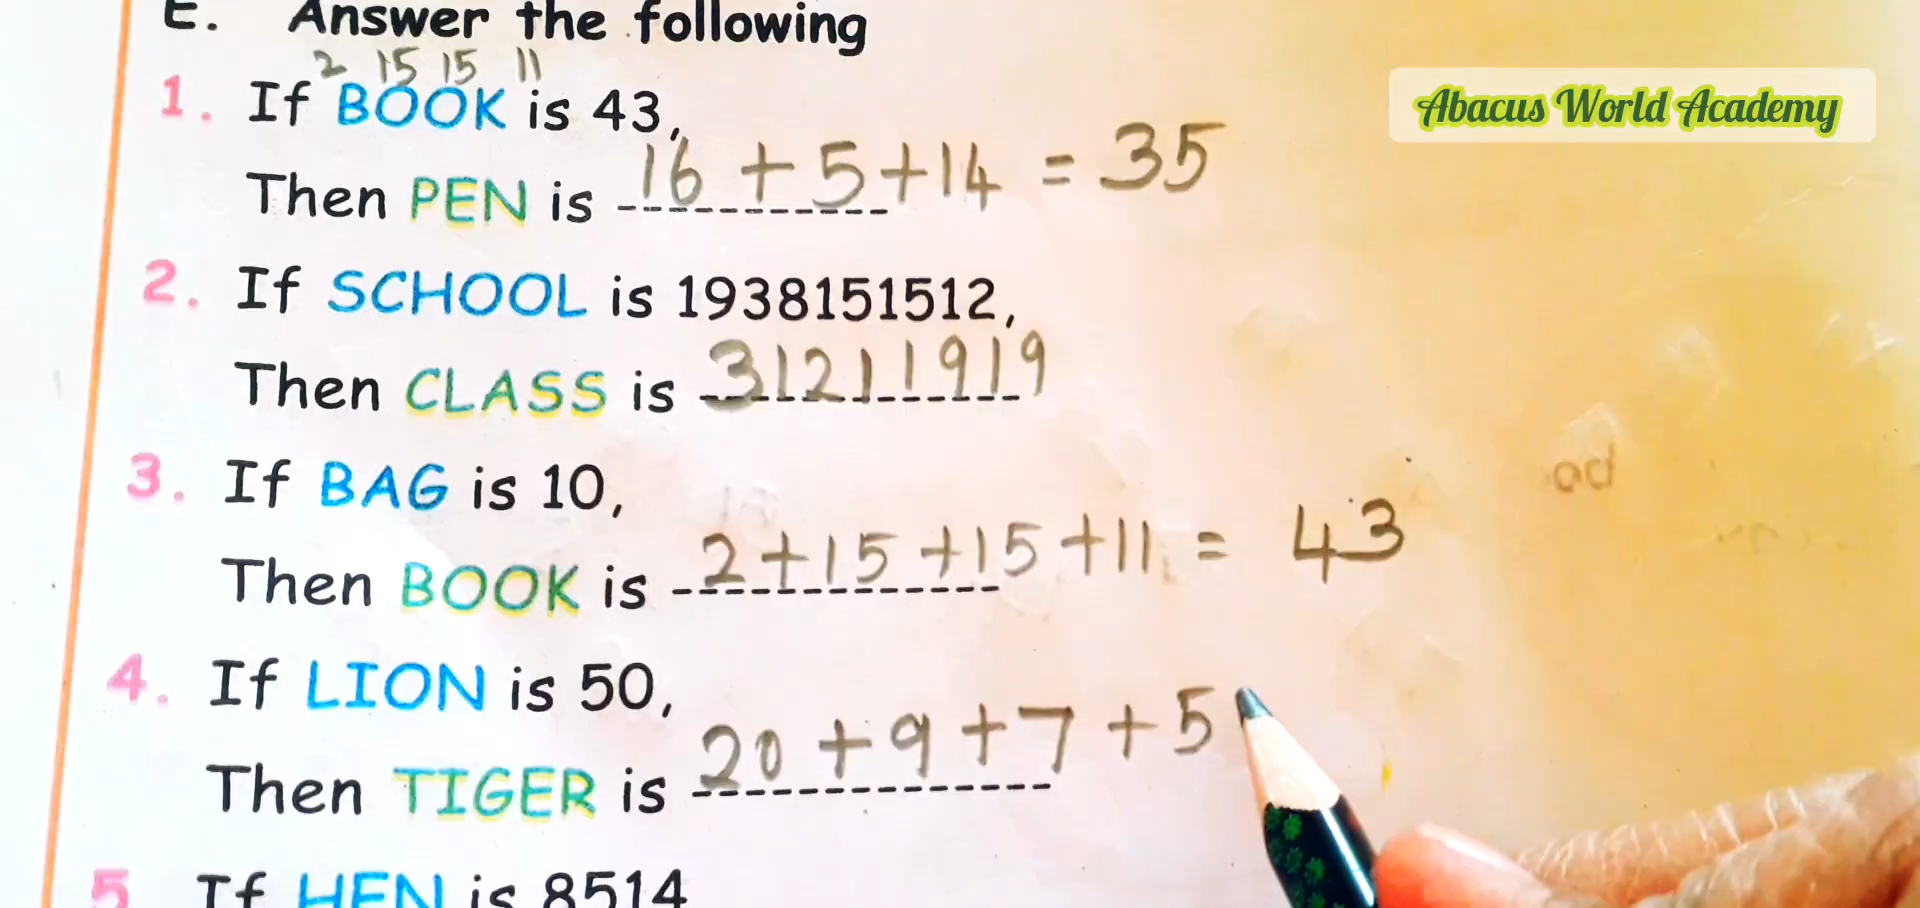 E. Answer the following
2 15 15 11
1. If BOOK is 43,
Abacus World Academy
Then PEN is 16 + 5 + 14 = 35
2. If SCHOOL is 1938151512,
Then CLASS is 31211919
3. If BAG is 10,
Then BOOK is 2 + 15 + 15 + 11 = 43
4. If LION is 50,
Then TIGER is 20 + 9 + 7 + 5
5. If HEN is 8514